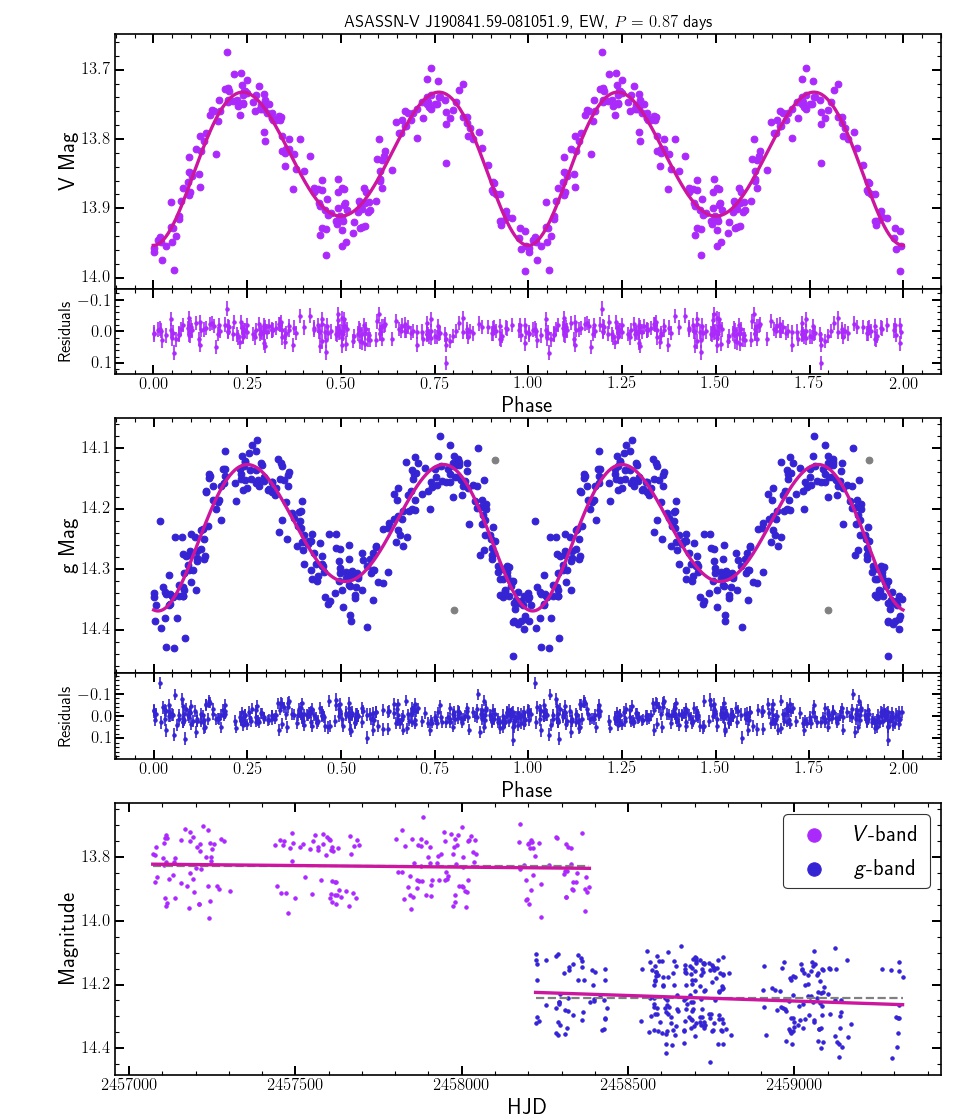 ASASSN-V J190841.59-081051.9, EW, P = 0.87 days
13.7
13.8
13.9
14.0
V Mag
−0.1
0.0
0.1
Residuals
0.00 0.25 0.50 0.75 1.00 1.25 1.50 1.75 2.00
Phase
14.1
14.2
14.3
14.4
g Mag
−0.1
0.0
0.1
Residuals
0.00 0.25 0.50 0.75 1.00 1.25 1.50 1.75 2.00
Phase
13.8
14.0
14.2
14.4
Magnitude
V-band
g-band
2457000 2457500 2458000 2458500 2459000
HJD